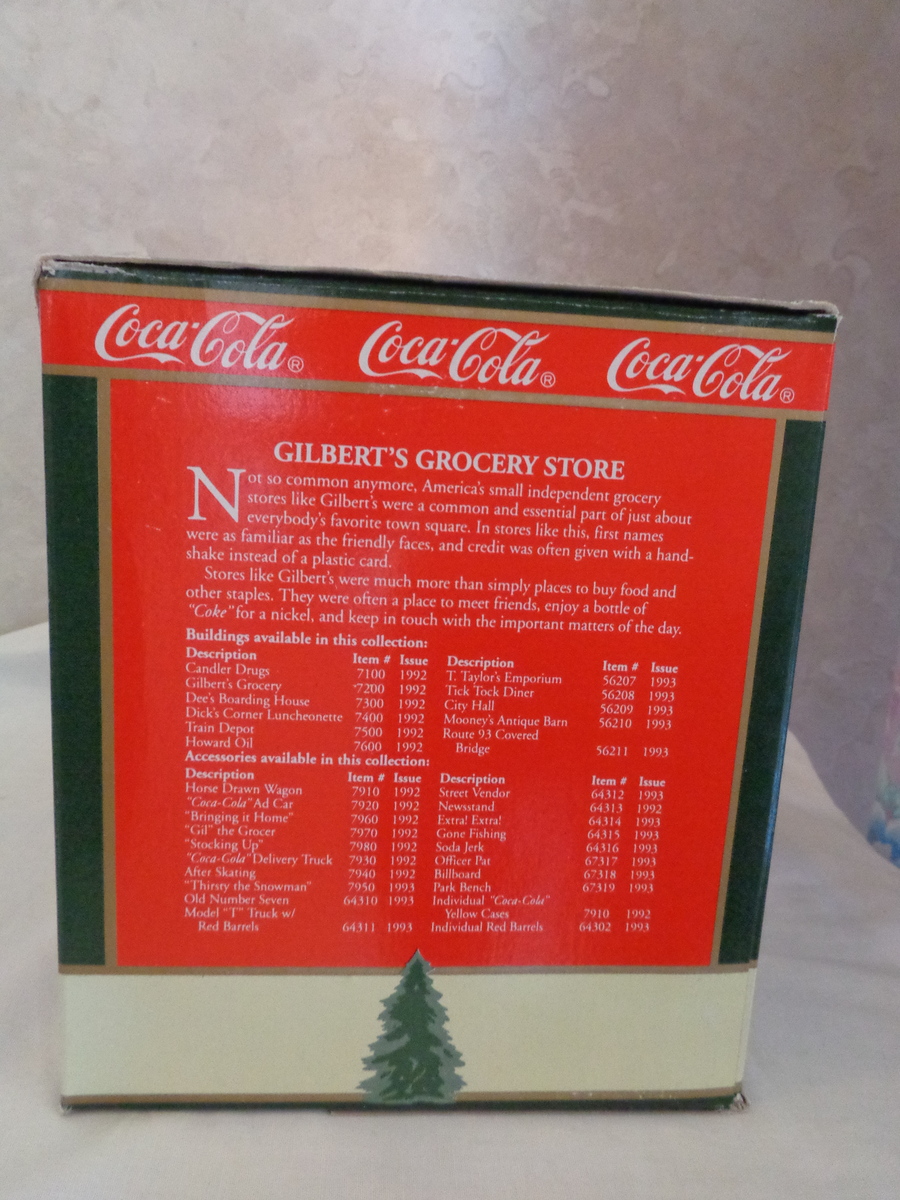 Coca-Cola® Coca-Cola® Coca-Cola®
GILBERT'S GROCERY STORE
Not so common anymore, America's small independent grocery
stores like Gilbert's were a common and essential part of just about
everybody's favorite town square. In stores like this, first names
were as familiar as the friendly faces, and credit was often given with a hand-
shake instead of a plastic card.
Stores like Gilbert's were much more than simply places to buy food and
other staples. They were often a place to meet friends, enjoy a bottle of
"Coke" for a nickel, and keep in touch with the important matters of the day.
Buildings available in this collection:
Description Item # Issue
Candler Drugs 7100 1992
Gilbert's Grocery 7200 1992
Dee's Boarding House 7300 1992
Dick's Corner Luncheonette 7400 1992
Train Depot 7500 1992
Howard Oil 7600 1992
Description Item # Issue
T. Taylor's Emporium 56207 1993
Tick Tock Diner 56208 1993
City Hall 56209 1993
Mooney's Antique Barn 56210 1993
Route 93 Covered
Bridge 56211 1993
Accessories available in this collection:
Description Item # Issue
Horse Drawn Wagon 7910 1992
"Coca-Cola" Ad Car 7920 1992
"Bringing it Home" 7960 1992
"Gil" the Grocer 7970 1992
"Stocking Up" 7980 1992
"Coca-Cola" Delivery Truck 7930 1992
After Skating 7940 1992
"Thirsty the Snowman" 7950 1993
Old Number Seven 64310 1993
Model "T" Truck w/
Red Barrels 64311 1993
Description Item # Issue
Street Vendor 64312 1993
Newsstand 64313 1992
Extra! Extra! 64314 1993
Gone Fishing 64315 1993
Soda Jerk 64316 1993
Officer Pat 67317 1993
Billboard 67318 1993
Park Bench 67319 1993
Individual "Coca-Cola"
Yellow Cases 7910 1992
Individual Red Barrels 64302 1993